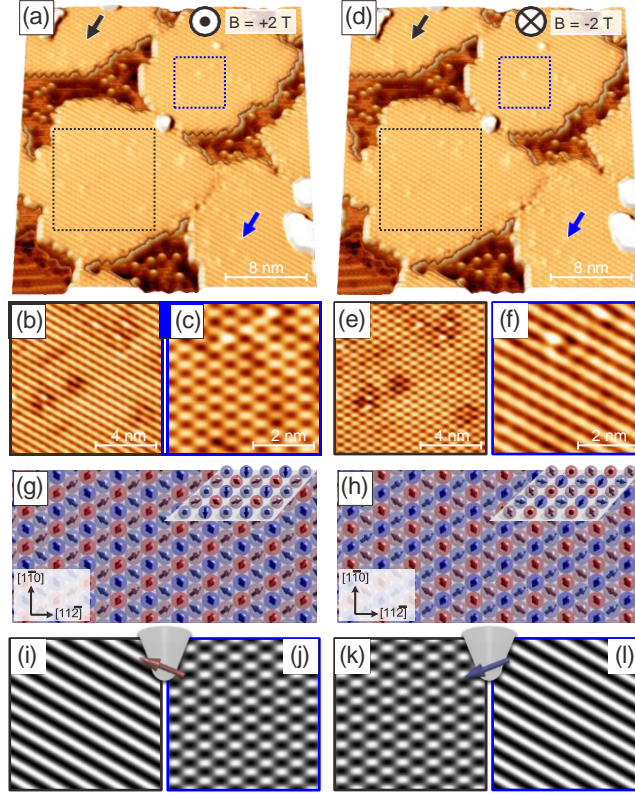 (a)
B = +2 T
8 nm
(d)
B = -2 T
8 nm
(b)
4 nm
(c)
2 nm
(e)
4 nm
(f)
2 nm
(g)
[11̅0]
[112̅]
(h)
[11̅0]
[112̅]
(i)
(j)
(k)
(l)